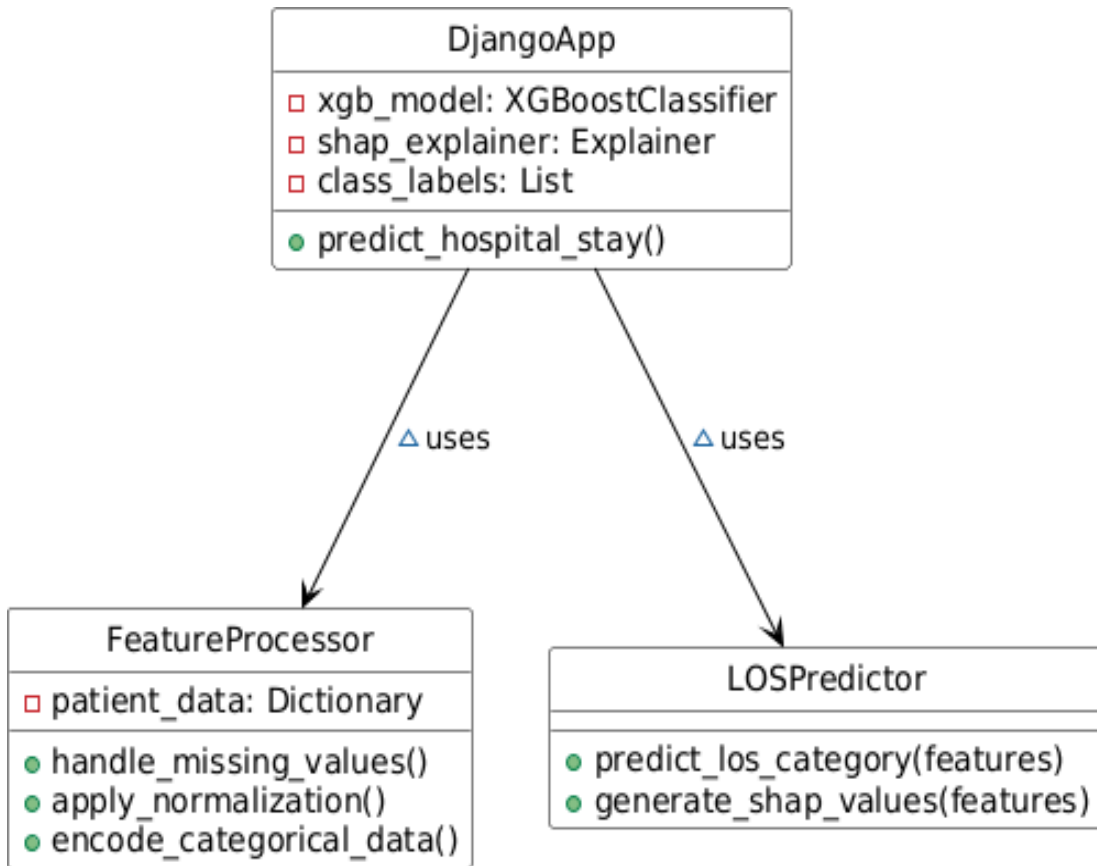 DjangoApp
xgb_model: XGBoostClassifier
shap_explainer: Explainer
class_labels: List
predict_hospital_stay()
uses
uses
FeatureProcessor
patient_data: Dictionary
handle_missing_values()
apply_normalization()
encode_categorical_data()
LOSPredictor
predict_los_category(features)
generate_shap_values(features)